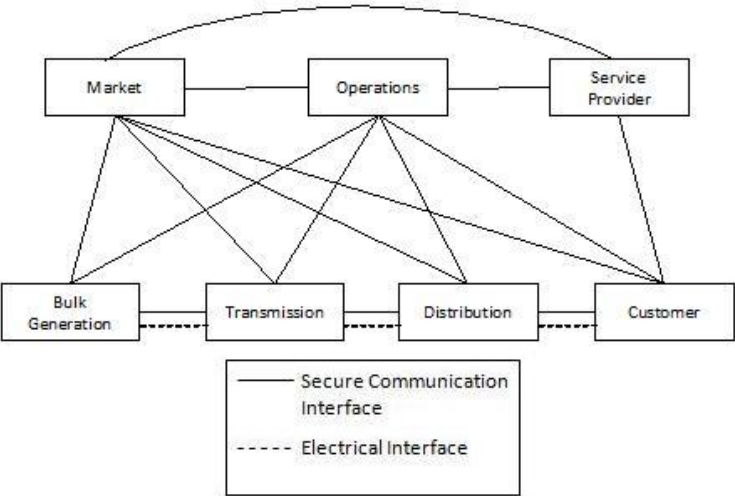 Market
Operations
Service
Provider
Bulk
Generation
Transmission
Distribution
Customer
Secure Communication
Interface
Electrical Interface